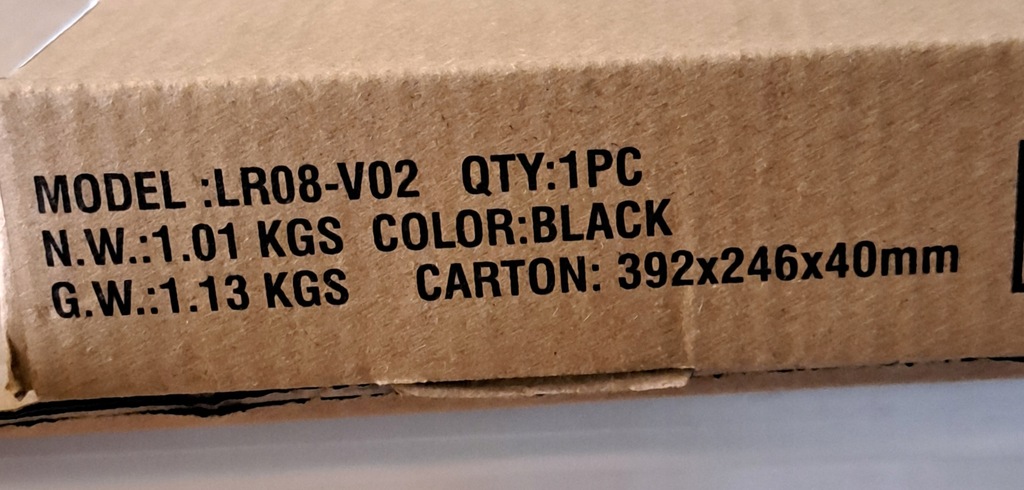 MODEL :LR08-V02 QTY:1PC
N.W.:1.01 KGS COLOR:BLACK
G.W.:1.13 KGS CARTON: 392x246x40mm